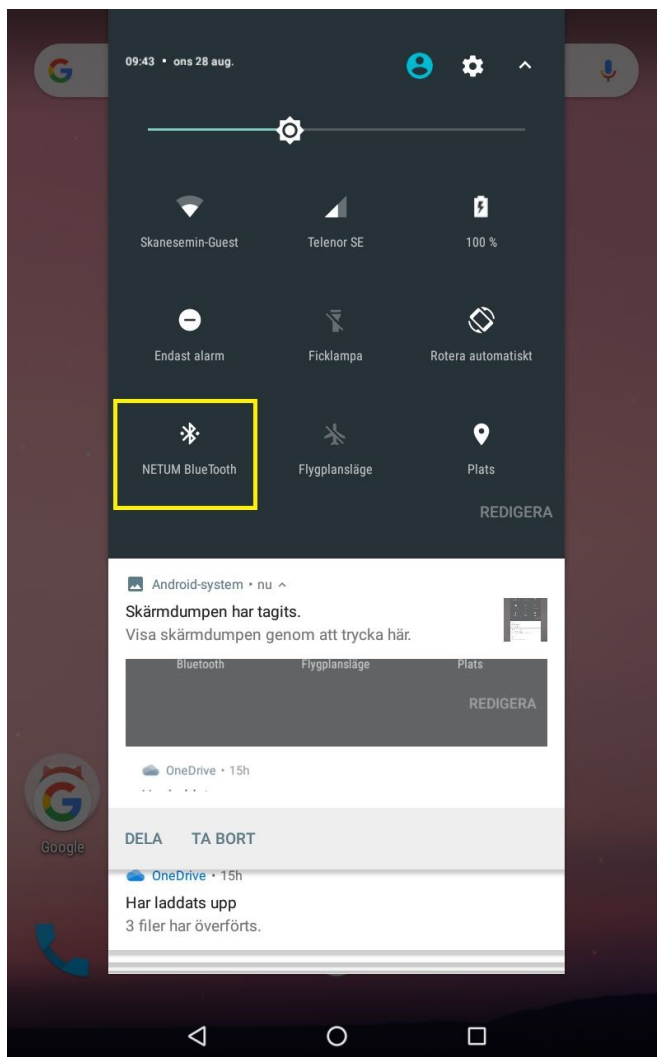 09:43 • ons 28 aug.
Skanesemin-Guest
Telenor SE
100 %
Endast alarm
Ficklampa
Rotera automatiskt
NETUM BlueTooth
Flygplansläge
Plats
REDIGERA
Android-system • nu
Skärmdumpen har tagits.
Visa skärmdumpen genom att trycka här.
Bluetooth
Flygplansläge
Plats
REDIGERA
OneDrive • 15h
Google
DELA
TA BORT
OneDrive • 15h
Har laddats upp
3 filer har överförts.